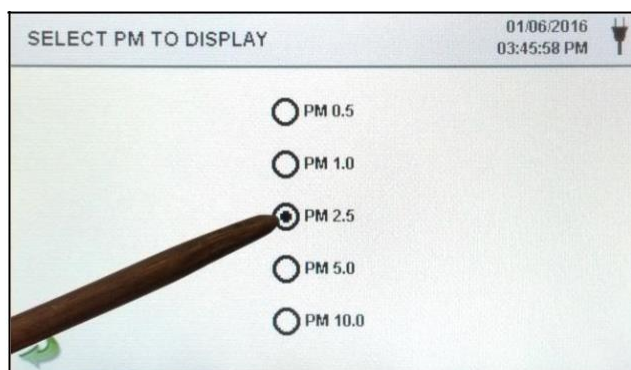 SELECT PM TO DISPLAY
01/06/2016
03:45:58 PM
PM 0.5
PM 1.0
PM 2.5
PM 5.0
PM 10.0